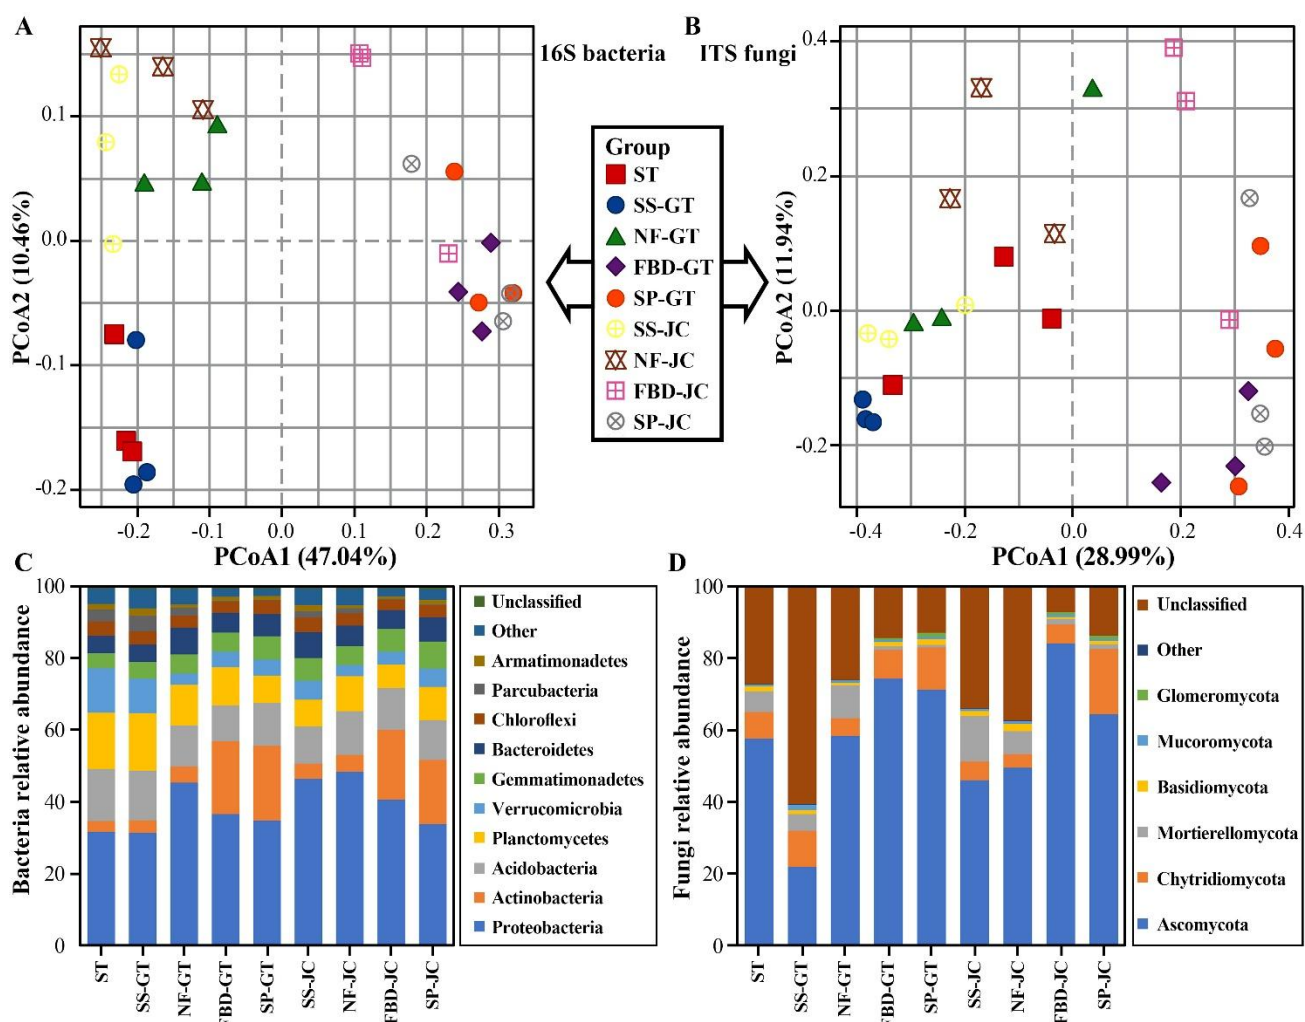 A
16S bacteria
PCoA2 (10.46%)
0.1
0.0
-0.1
-0.2
-0.2
-0.1
0.0
0.1
0.2
0.3
PCoA1 (47.04%)
Group
ST
SS-GT
NF-GT
FBD-GT
SP-GT
SS-JC
NF-JC
FBD-JC
SP-JC
B
ITS fungi
PCoA2 (11.94%)
0.4
0.2
0.0
-0.2
-0.4
-0.2
0.0
0.2
0.4
PCoA1 (28.99%)
C
Bacteria relative abundance
100
80
60
40
20
0
ST
SS-GT
NF-GT
FBD-GT
SP-GT
SS-JC
NF-JC
FBD-JC
SP-JC
Unclassified
Other
Armatimonadetes
Parcubacteria
Chloroflexi
Bacteroidetes
Gemmatimonadetes
Verrucomicrobia
Planctomycetes
Acidobacteria
Actinobacteria
Proteobacteria
D
Fungi relative abundance
100
80
60
40
20
0
ST
SS-GT
NF-GT
FBD-GT
SP-GT
SS-JC
NF-JC
FBD-JC
SP-JC
Unclassified
Other
Glomeromycota
Mucoromycota
Basidiomycota
Mortierellomycota
Chytridiomycota
Ascomycota